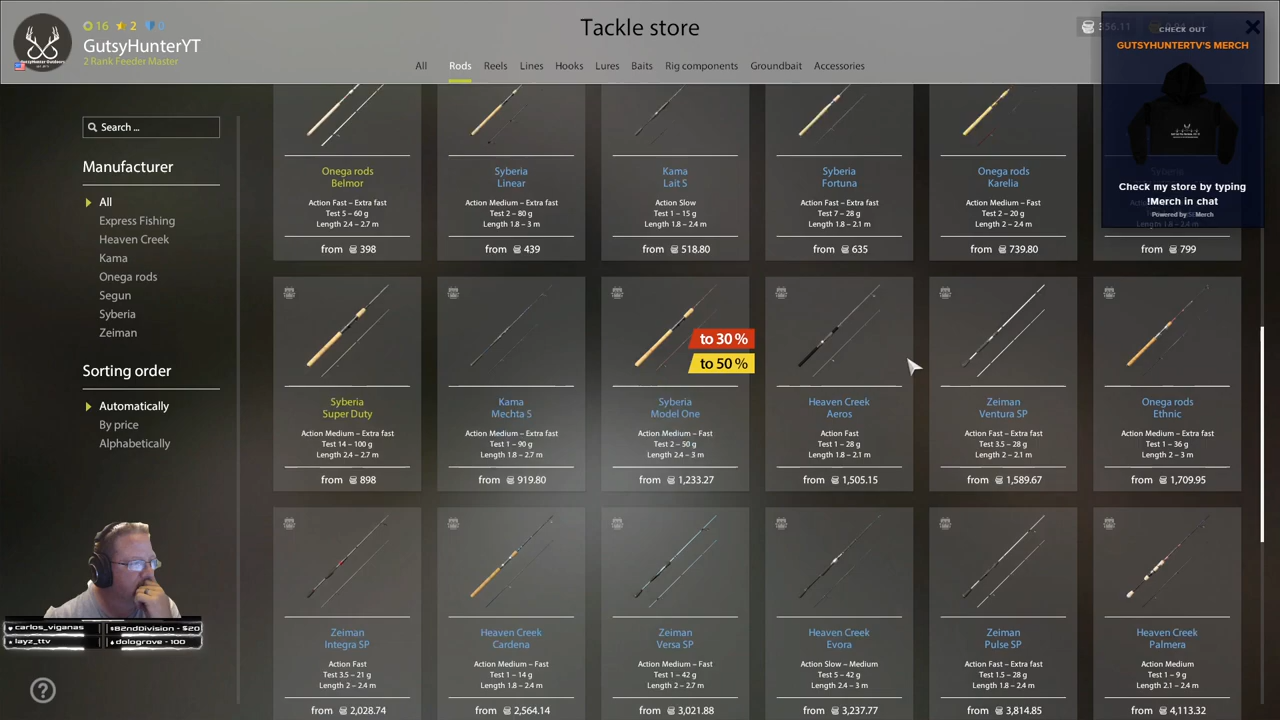 16 2 0
GutsyHunterYT
2 Rank Feeder Master
Tackle store
356.11
All Rods Reels Lines Hooks Lures Baits Rig components Groundbait Accessories
CHECK OUT
GUTSYHUNTERTV'S MERCH
Check my store by typing
!Merch in chat
Powered by Merch
Search ...
Manufacturer
All
Express Fishing
Heaven Creek
Kama
Onega rods
Segun
Syberia
Zeiman
Sorting order
Automatically
By price
Alphabetically
Onega rods
Belmor
Action Fast – Extra fast
Test 5 – 60 g
Length 2.4 – 2.7 m
from 398
Syberia
Linear
Action Medium – Extra fast
Test 2 – 80 g
Length 1.8 – 3 m
from 439
Kama
Lait S
Action Slow
Test 1 – 15 g
Length 1.8 – 2.4 m
from 518.80
Syberia
Fortuna
Action Fast – Extra fast
Test 7 – 28 g
Length 1.8 – 2.1 m
from 635
Onega rods
Karelia
Action Medium – Fast
Test 2 – 20 g
Length 2 – 2.4 m
from 739.80
from 799
Syberia
Super Duty
Action Medium – Extra fast
Test 14 – 100 g
Length 2.4 – 2.7 m
from 898
Kama
Mechta S
Action Medium – Extra fast
Test 1 – 90 g
Length 1.8 – 2.7 m
from 919.80
to 30 %
to 50 %
Syberia
Model One
Action Medium – Fast
Test 2 – 50 g
Length 2.4 – 3 m
from 1,233.27
Heaven Creek
Aeros
Action Fast
Test 1 – 28 g
Length 1.8 – 2.1 m
from 1,505.15
Zeiman
Ventura SP
Action Fast – Extra fast
Test 3.5 – 28 g
Length 2 – 2.1 m
from 1,589.67
Onega rods
Ethnic
Action Medium – Extra fast
Test 1 – 36 g
Length 2 – 3 m
from 1,709.95
Zeiman
Integra SP
Action Fast
Test 3.5 – 21 g
Length 2 – 2.4 m
from 2,028.74
Heaven Creek
Cardena
Action Medium – Fast
Test 1 – 14 g
Length 1.8 – 2.4 m
from 2,564.14
Zeiman
Versa SP
Action Medium – Fast
Test 1 – 42 g
Length 2 – 2.7 m
from 3,021.88
Heaven Creek
Evora
Action Slow – Medium
Test 5 – 42 g
Length 2.4 – 3 m
from 3,237.77
Zeiman
Pulse SP
Action Fast – Extra fast
Test 1.5 – 28 g
Length 1.8 – 2.4 m
from 3,814.85
Heaven Creek
Palmera
Action Medium
Test 1 – 9 g
Length 2.1 – 2.4 m
from 4,113.32
carlos_viganas 82ndDivision - $20
layz_ttv dologrove - 100
?